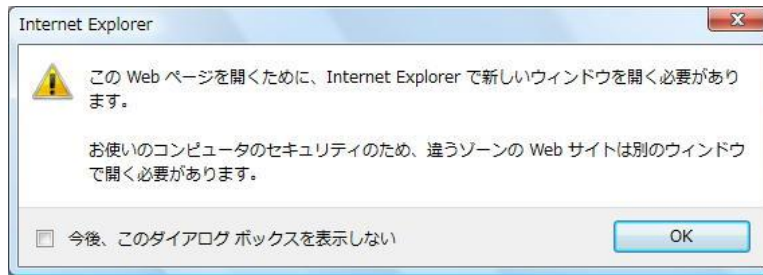 Internet Explorer
この Web ページを開くために、Internet Explorer で新しいウィンドウを開く必要があり
ます。
お使いのコンピュータのセキュリティのため、違うゾーンの Web サイトは別のウィンドウ
で開く必要があります。
今後、このダイアログ ボックスを表示しない
OK